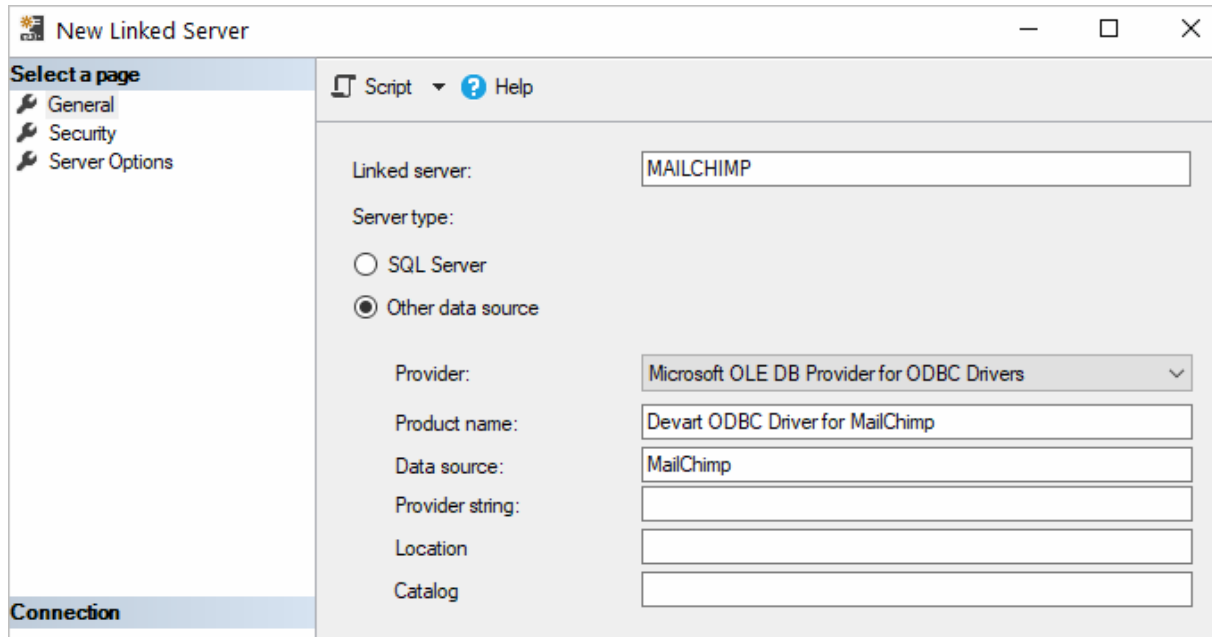 New Linked Server
Select a page
General
Security
Server Options
Connection
Script Help
Linked server: MAILCHIMP
Server type:
SQL Server
Other data source
Provider: Microsoft OLE DB Provider for ODBC Drivers
Product name: Devart ODBC Driver for MailChimp
Data source: MailChimp
Provider string:
Location
Catalog